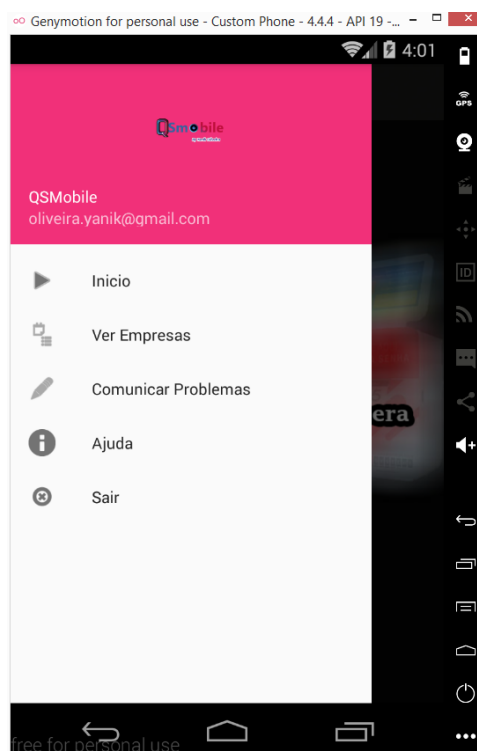 Genymotion for personal use - Custom Phone - 4.4.4 - API 19 -...
4:01
QSmobile
QSMobile
oliveira.yanik@gmail.com
Inicio
Ver Empresas
Comunicar Problemas
Ajuda
Sair
era
GPS
ID
free for personal use